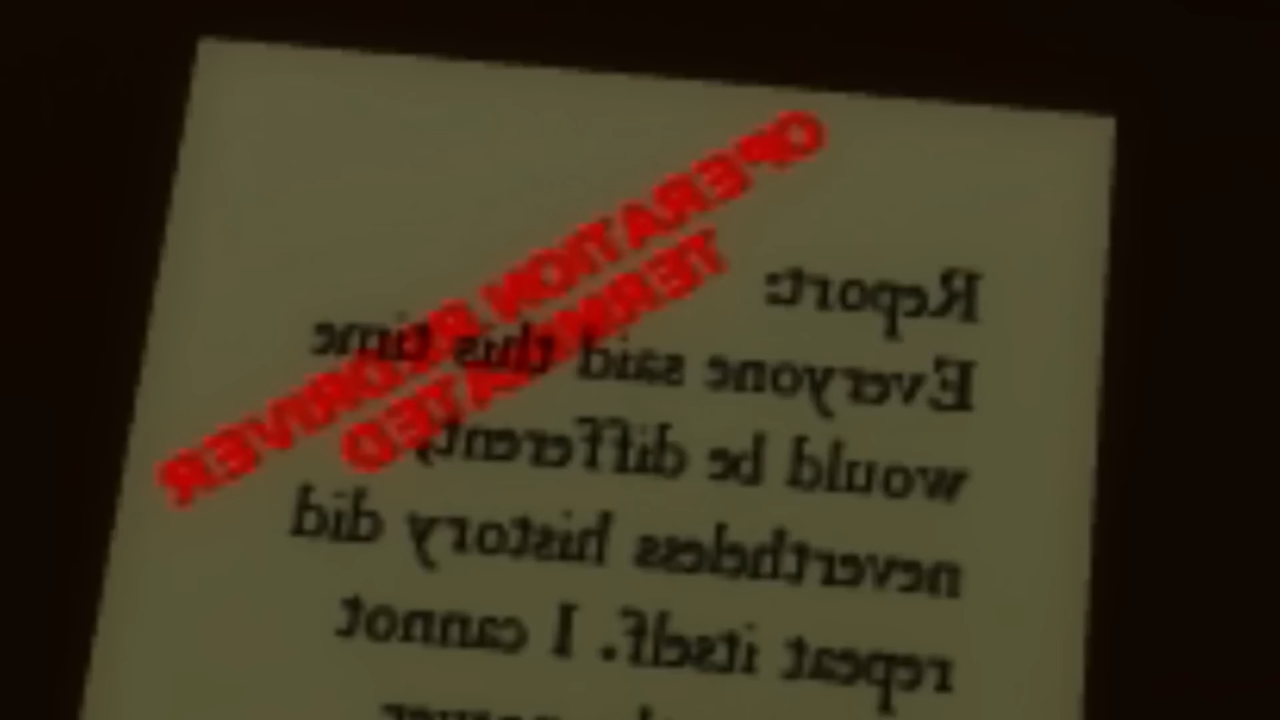 OPERATION
TERMINATED
Report:
Everyone said this time
would be different,
nevertheless history did
repeat itself. I cannot